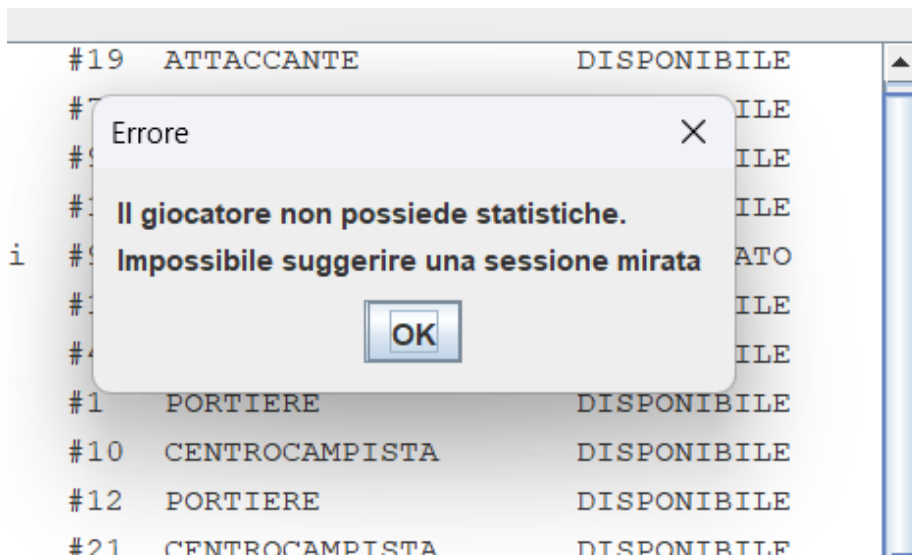 #19 ATTACCANTE DISPONIBILE
Errore
Il giocatore non possiede statistiche.
Impossibile suggerire una sessione mirata
OK
#1 PORTIERE DISPONIBILE
#10 CENTROCAMPISTA DISPONIBILE
#12 PORTIERE DISPONIBILE
#21 CENTROCAMPISTA DISPONIBILE